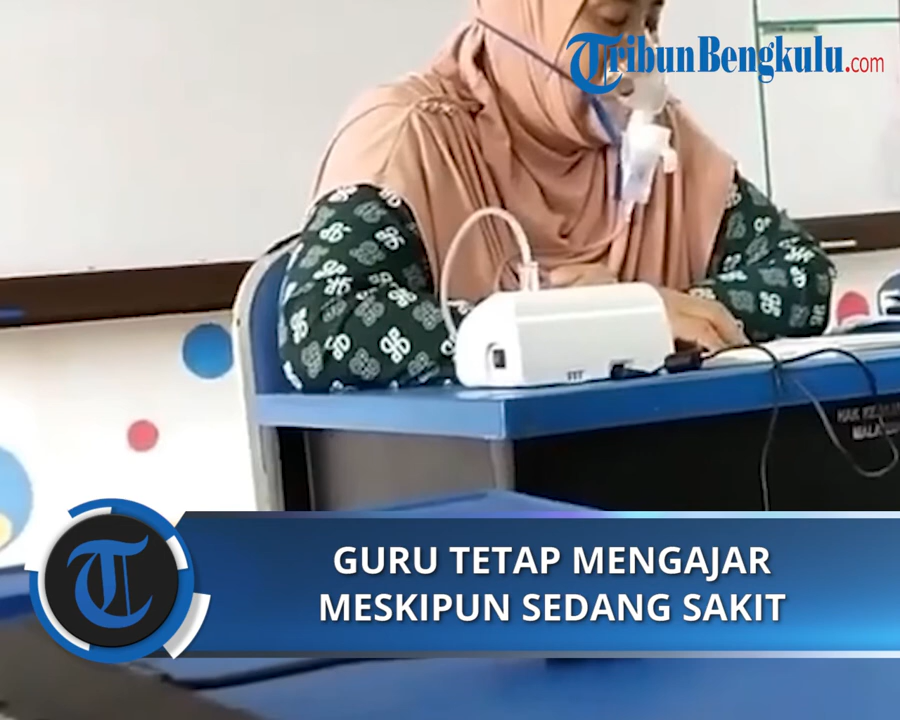 TribunBengkulu.com
GURU TETAP MENGAJAR
MESKIPUN SEDANG SAKIT